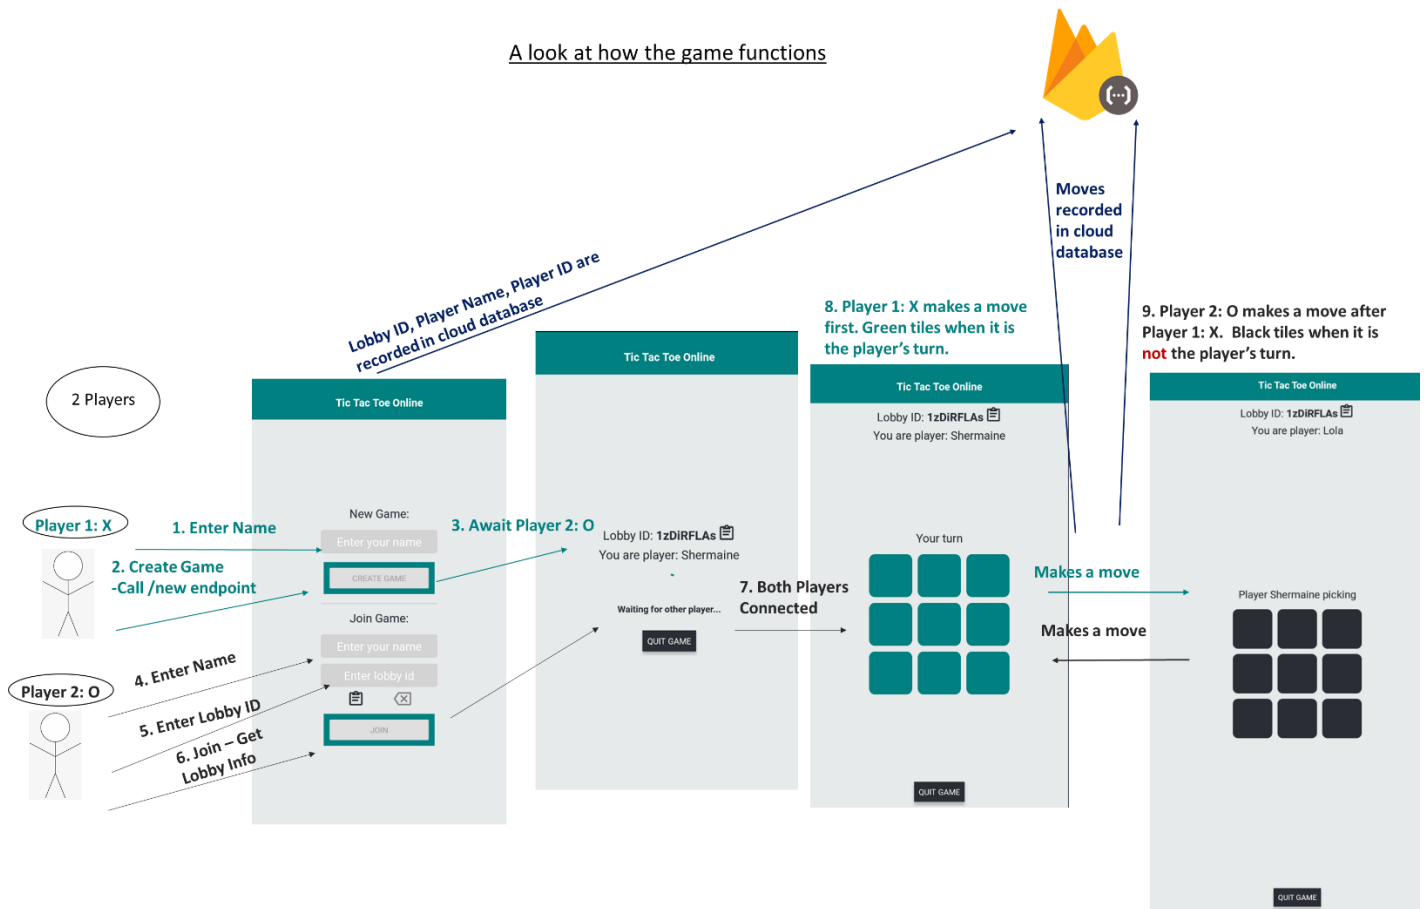 A look at how the game functions
Moves
recorded
in cloud
database
Lobby ID, Player Name, Player ID are
recorded in cloud database
2 Players
Player 1: X
1. Enter Name
2. Create Game
-Call /new endpoint
Player 2: O
4. Enter Name
5. Enter Lobby ID
6. Join – Get
Lobby Info
Tic Tac Toe Online
New Game:
Enter your name
CREATE GAME
Join Game:
Enter your name
Enter lobby id
JOIN
3. Await Player 2: O
Tic Tac Toe Online
Lobby ID: 1zDiRFLAs
You are player: Shermaine
Waiting for other player...
QUIT GAME
7. Both Players
Connected
8. Player 1: X makes a move
first. Green tiles when it is
the player's turn.
Tic Tac Toe Online
Lobby ID: 1zDiRFLAs
You are player: Shermaine
Your turn
QUIT GAME
Makes a move
Makes a move
9. Player 2: O makes a move after
Player 1: X. Black tiles when it is
not the player's turn.
Tic Tac Toe Online
Lobby ID: 1zDiRFLAs
You are player: Lola
Player Shermaine picking
QUIT GAME